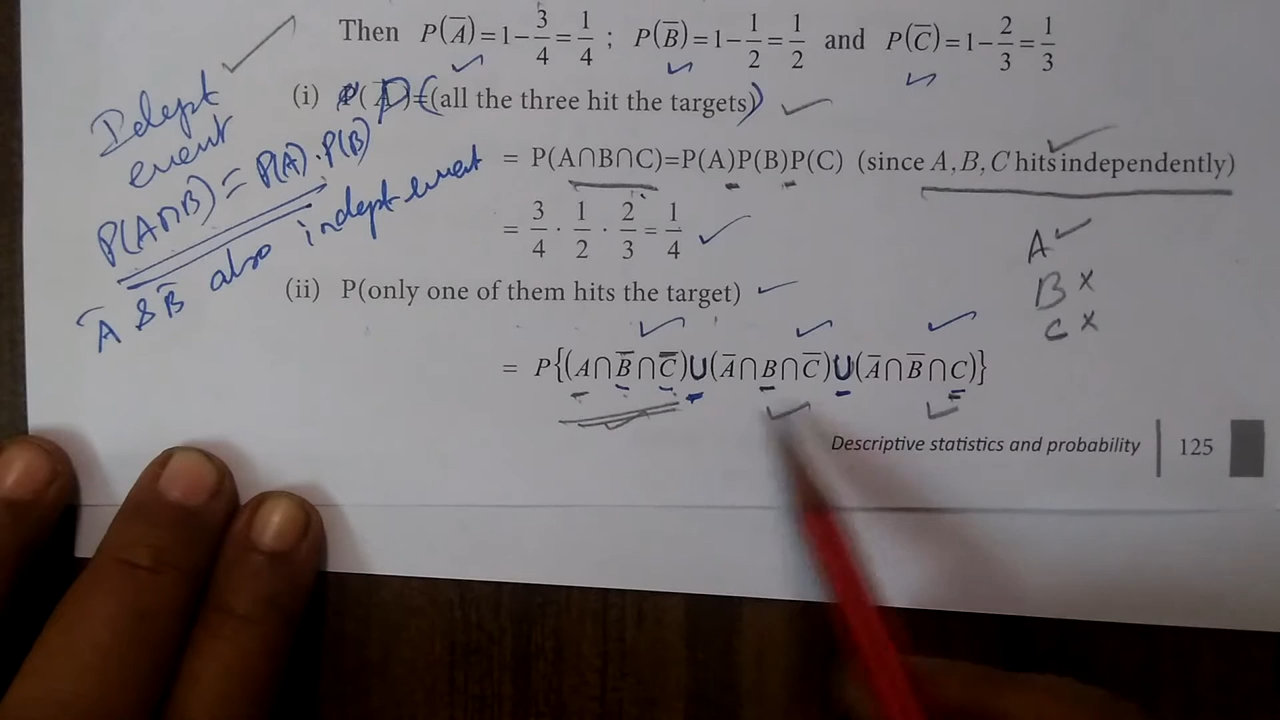 Then P(A̅)=1−3/4=1/4 ; P(B̅)=1−1/2=1/2 and P(C̅)=1−2/3=1/3
(i) (all the three hit the targets)
= P(A∩B∩C)=P(A)P(B)P(C) (since A, B, C hits independently)
= 3/4 · 1/2 · 2/3 = 1/4
(ii) P(only one of them hits the target)
= P{(A∩B̅∩C̅)∪(A̅∩B∩C̅)∪(A̅∩B̅∩C)}
Descriptive statistics and probability 125
Idept
event
P(A∩B) = P(A).P(B)
A̅ & B̅ also indept event
A ✓
B ×
C ×